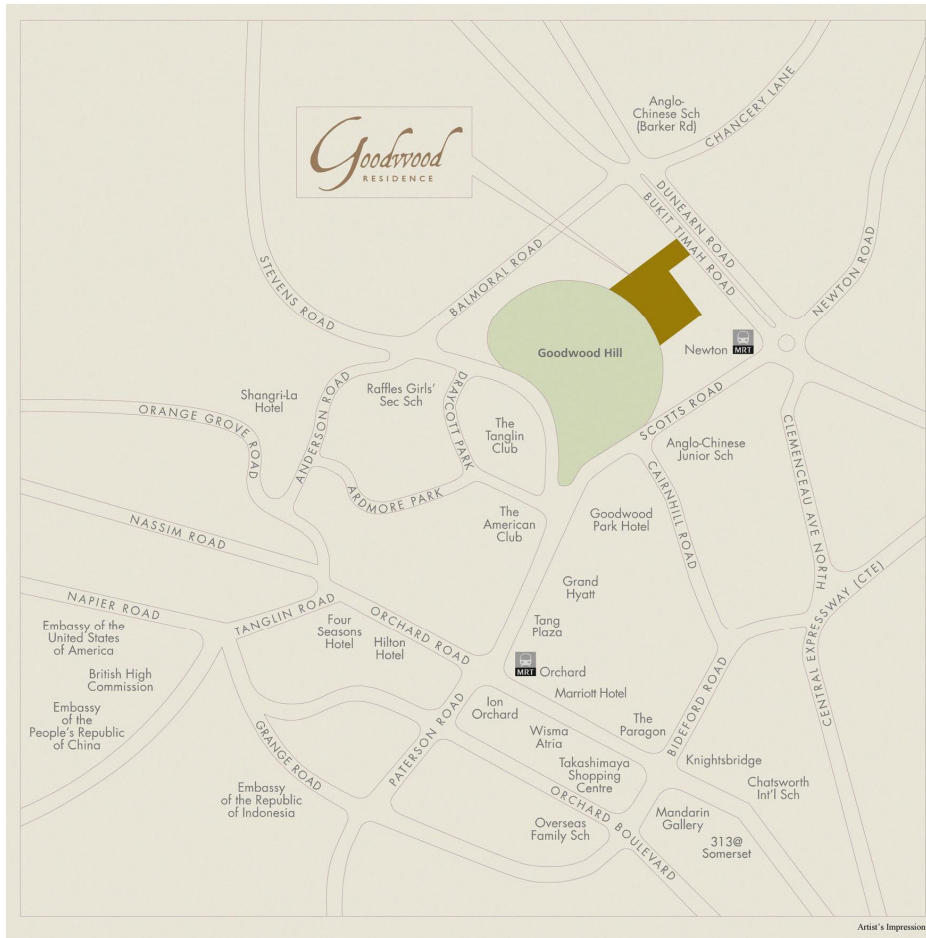 Anglo-
Chinese Sch
(Barker Rd)
CHANCERY LANE
Goodwood
RESIDENCE
DUNEARN ROAD
BUKIT TIMAH ROAD
NEWTON ROAD
STEVENS ROAD
BALMORAL ROAD
Goodwood Hill
Newton
MRT
Shangri-La
Hotel
ANDERSON ROAD
Raffles Girls'
Sec Sch
DRAYCOTT PARK
The
Tanglin
Club
SCOTTS ROAD
Anglo-Chinese
Junior Sch
CLEMENCEAU AVE NORTH
ORANGE GROVE ROAD
ARDMORE PARK
CAIRNHILL ROAD
The
American
Club
Goodwood
Park Hotel
NASSIM ROAD
Grand
Hyatt
NAPIER ROAD
TANGLIN ROAD
ORCHARD ROAD
Tang
Plaza
CENTRAL EXPRESSWAY (CTE)
Embassy of the
United States
of America
Four
Seasons
Hotel
Hilton
Hotel
MRT
Orchard
British High
Commission
Marriott Hotel
BIDEFORD ROAD
Embassy
of the
People's Republic
of China
Ion
Orchard
The
Paragon
PATERSON ROAD
Wisma
Atria
GRANGE ROAD
Takashimaya
Shopping
Centre
Knightsbridge
Chatsworth
Int'l Sch
Embassy
of the Republic
of Indonesia
ORCHARD BOULEVARD
Overseas
Family Sch
Mandarin
Gallery
313@
Somerset
Artist's Impression